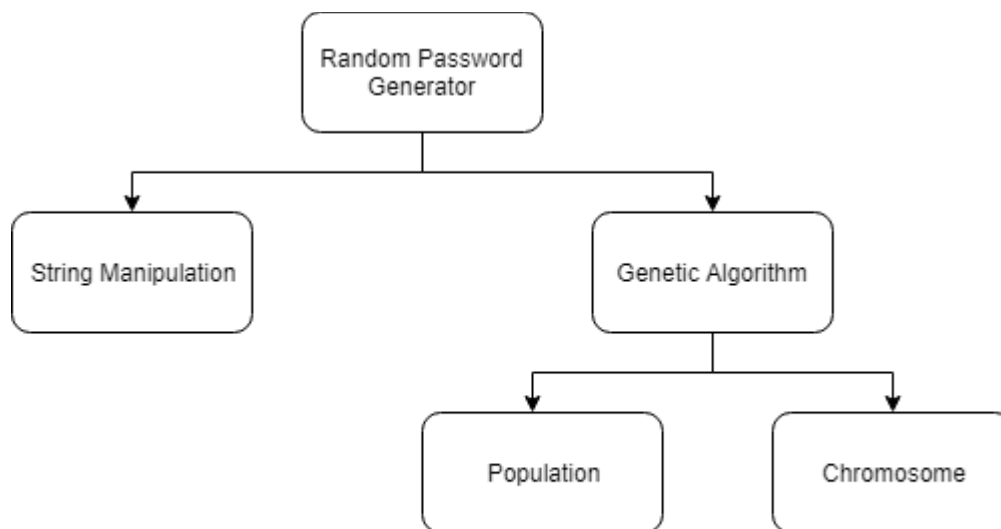 Random Password
Generator
String Manipulation
Genetic Algorithm
Population
Chromosome